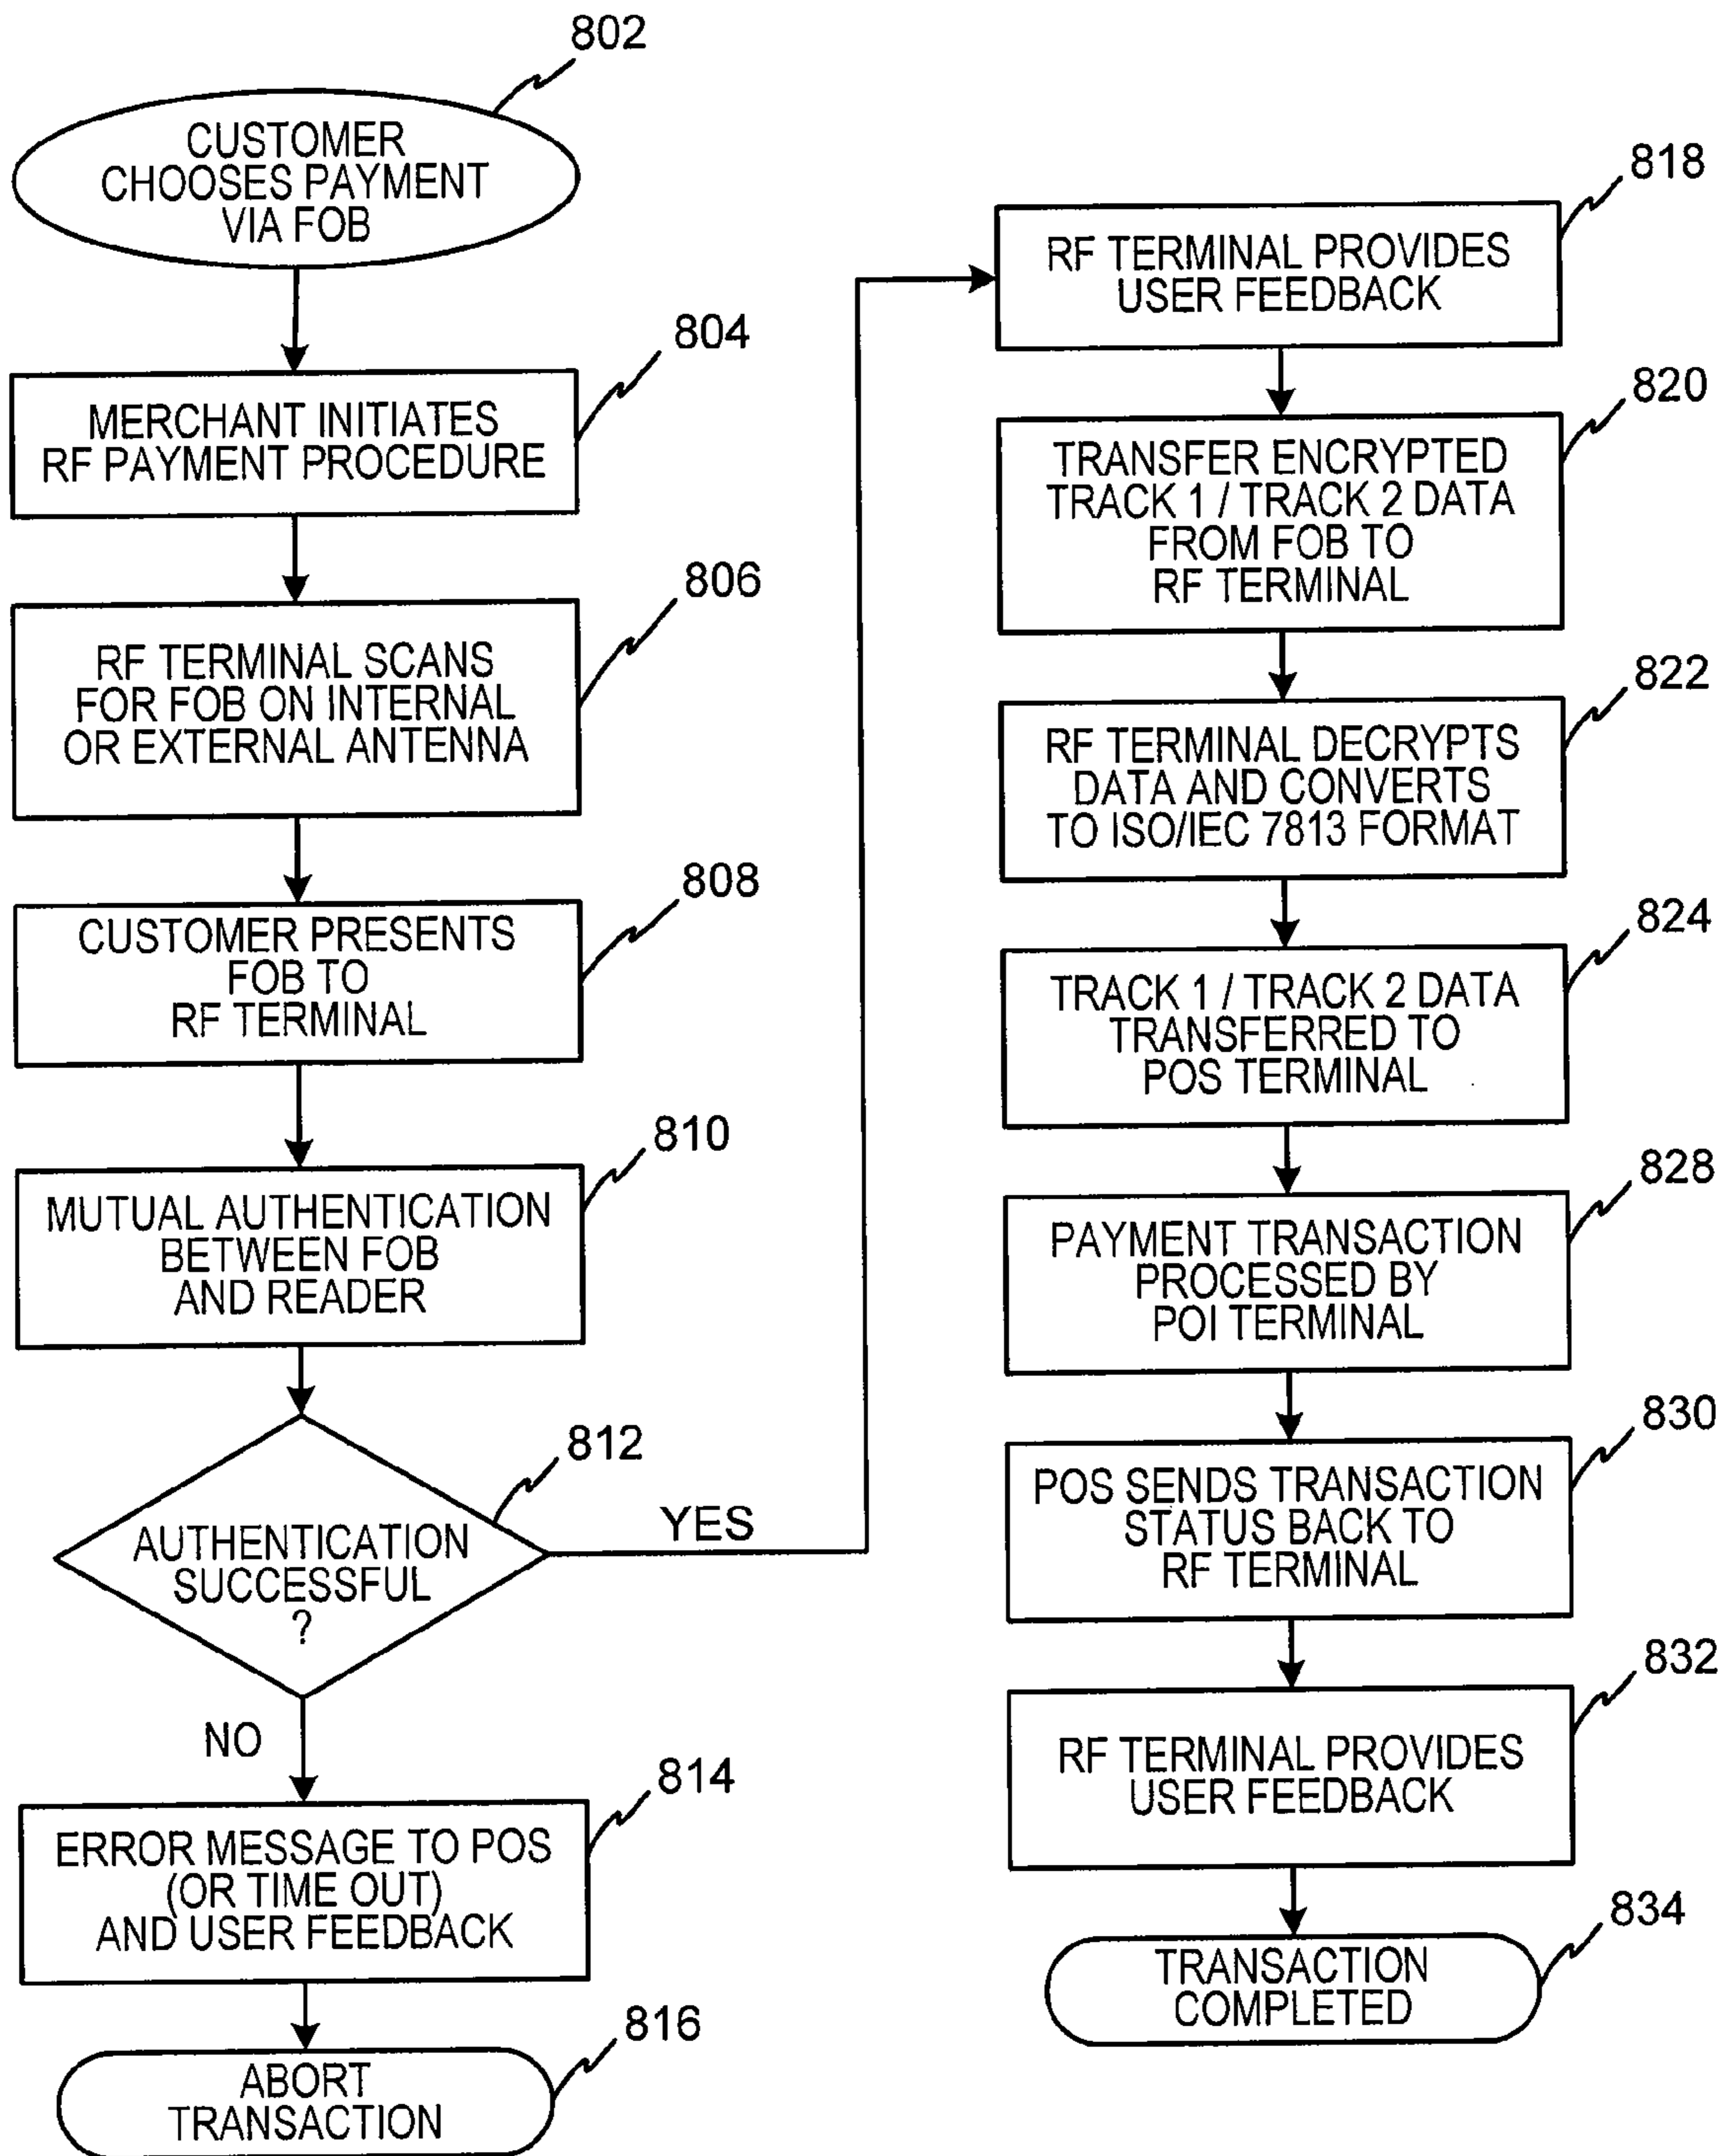 802
CUSTOMER
CHOOSES PAYMENT
VIA FOB
804
MERCHANT INITIATES
RF PAYMENT PROCEDURE
806
RF TERMINAL SCANS
FOR FOB ON INTERNAL
OR EXTERNAL ANTENNA
808
CUSTOMER PRESENTS
FOB TO
RF TERMINAL
810
MUTUAL AUTHENTICATION
BETWEEN FOB
AND READER
812
AUTHENTICATION
SUCCESSFUL
?
YES
NO
814
ERROR MESSAGE TO POS
(OR TIME OUT)
AND USER FEEDBACK
816
ABORT
TRANSACTION
818
RF TERMINAL PROVIDES
USER FEEDBACK
820
TRANSFER ENCRYPTED
TRACK 1 / TRACK 2 DATA
FROM FOB TO
RF TERMINAL
822
RF TERMINAL DECRYPTS
DATA AND CONVERTS
TO ISO/IEC 7813 FORMAT
824
TRACK 1 / TRACK 2 DATA
TRANSFERRED TO
POS TERMINAL
828
PAYMENT TRANSACTION
PROCESSED BY
POI TERMINAL
830
POS SENDS TRANSACTION
STATUS BACK TO
RF TERMINAL
832
RF TERMINAL PROVIDES
USER FEEDBACK
834
TRANSACTION
COMPLETED